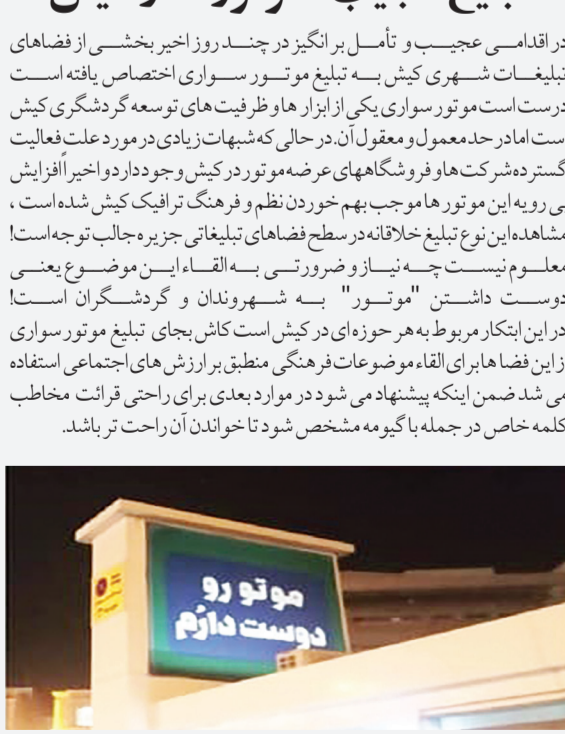 در اقدامی عجیب و تأمل بر انگیز در چند روز اخیر بخشی از فضاهای
تبلیغات شهری کیش به تبلیغ موتور سواری اختصاص یافته است
درست است موتور سواری یکی از ابزار ها و ظرفیت های توسعه گردشگری کیش
است اما در حد معمول و معقول آن. در حالی که شبهات زیادی در مورد علت فعالیت
گسترده شرکت ها و فروشگاههای عرضه موتور در کیش وجود دارد و اخیراً افزایش
بی رویه این موتور ها موجب بهم خوردن نظم و فرهنگ ترافیک کیش شده است ،
مشاهده این نوع تبلیغ خلاقانه در سطح فضاهای تبلیغاتی جزیره جالب توجه است!
معلوم نیست چه نیاز و ضرورتی به القاء این موضوع یعنی
دوست داشتن "موتور" به شهروندان و گردشگران است!
در این ابتکار مربوط به هر حوزه ای در کیش است کاش بجای تبلیغ موتور سواری
از این فضا ها برای القاء موضوعات فرهنگی منطبق بر ارزش های اجتماعی استفاده
می شد ضمن اینکه پیشنهاد می شود در موارد بعدی برای راحتی قرائت مخاطب
کلمه خاص در جمله با گیومه مشخص شود تا خواندن آن راحت تر باشد.
مو تو رو
دوست دارُم